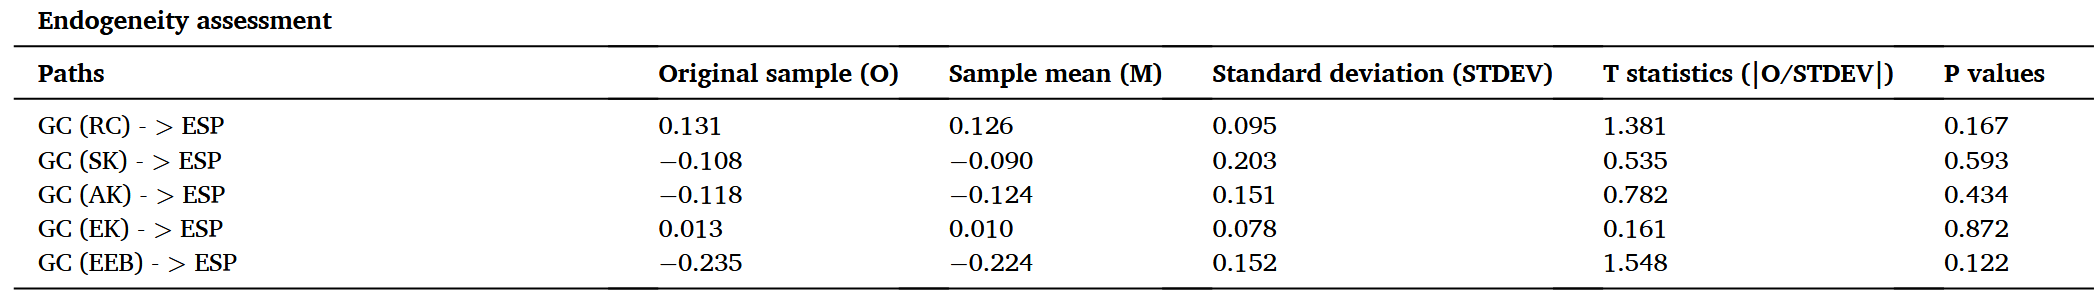 Endogeneity assessment
Paths Original sample (O) Sample mean (M) Standard deviation (STDEV) T statistics (|O/STDEV|) P values
GC (RC) - > ESP 0.131 0.126 0.095 1.381 0.167
GC (SK) - > ESP −0.108 −0.090 0.203 0.535 0.593
GC (AK) - > ESP −0.118 −0.124 0.151 0.782 0.434
GC (EK) - > ESP 0.013 0.010 0.078 0.161 0.872
GC (EEB) - > ESP −0.235 −0.224 0.152 1.548 0.122